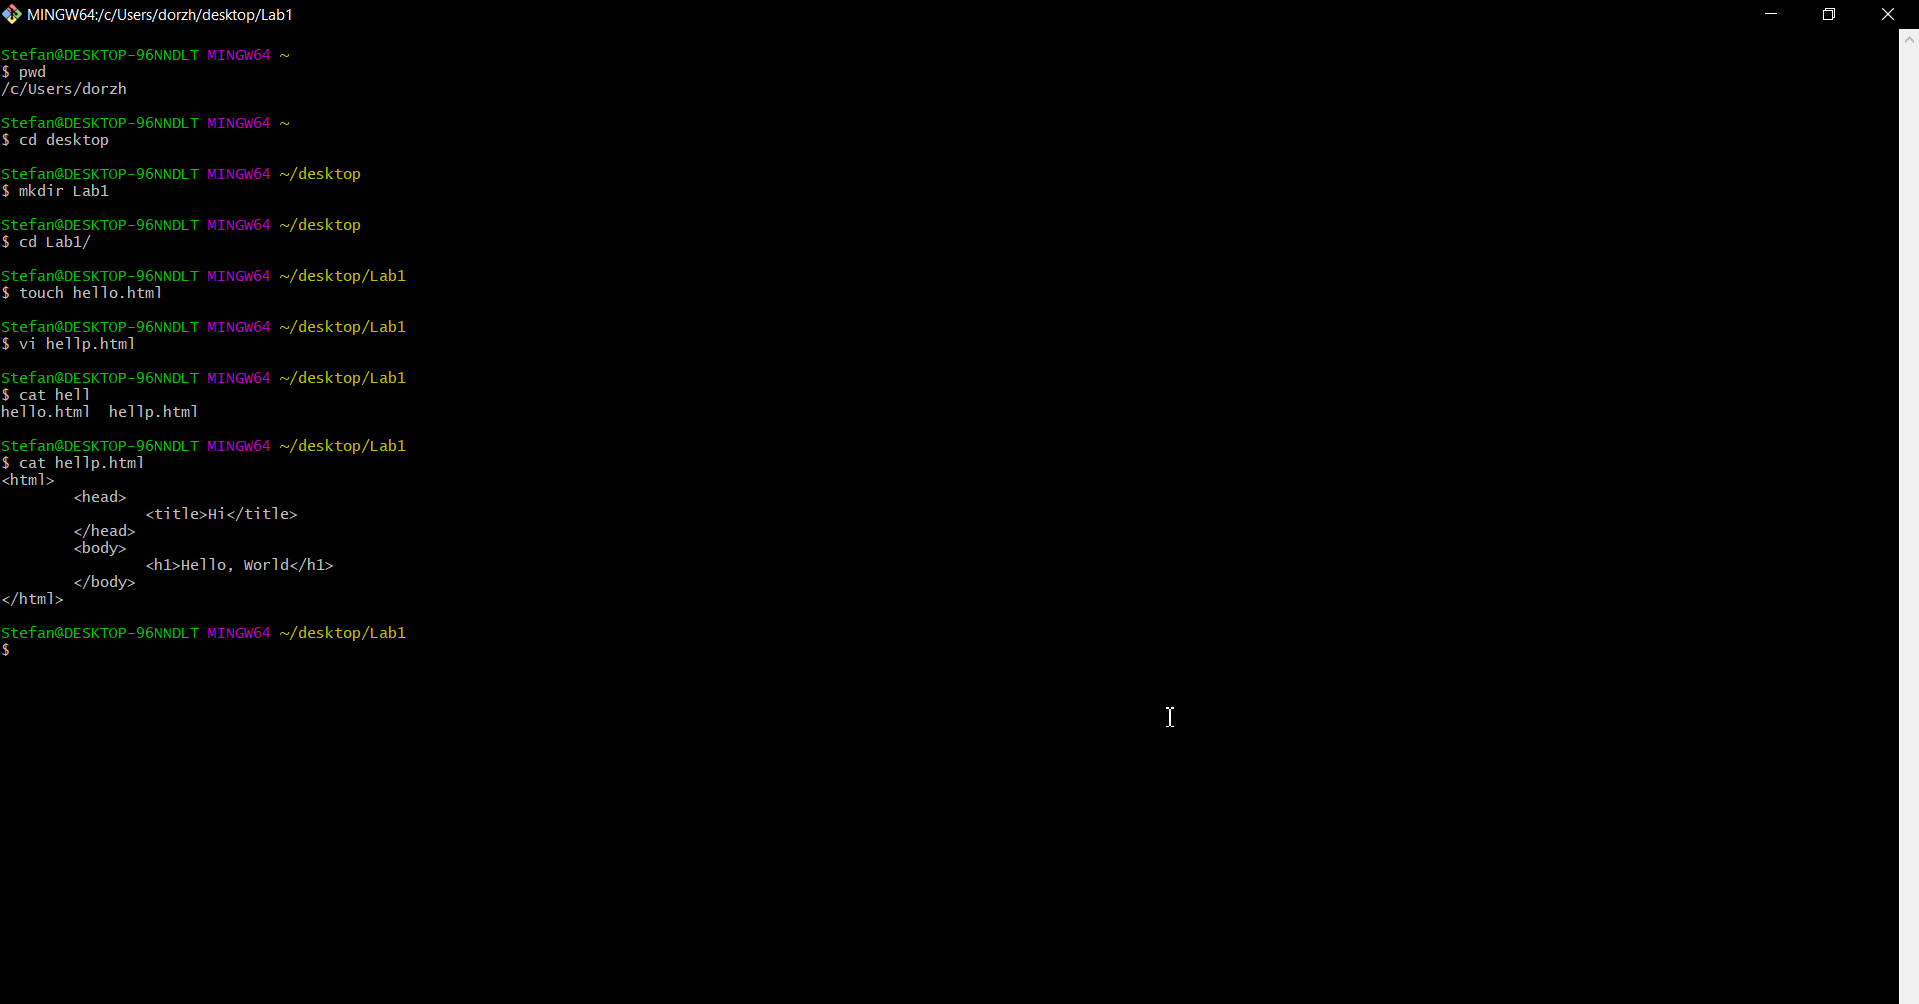 MINGW64:/c/Users/dorzh/desktop/Lab1
Stefan@DESKTOP-96NNDLT MINGW64 ~
$ pwd
/c/Users/dorzh
Stefan@DESKTOP-96NNDLT MINGW64 ~
$ cd desktop
Stefan@DESKTOP-96NNDLT MINGW64 ~/desktop
$ mkdir Lab1
Stefan@DESKTOP-96NNDLT MINGW64 ~/desktop
$ cd Lab1/
Stefan@DESKTOP-96NNDLT MINGW64 ~/desktop/Lab1
$ touch hello.html
Stefan@DESKTOP-96NNDLT MINGW64 ~/desktop/Lab1
$ vi hellp.html
Stefan@DESKTOP-96NNDLT MINGW64 ~/desktop/Lab1
$ cat hell
hello.html  hellp.html
Stefan@DESKTOP-96NNDLT MINGW64 ~/desktop/Lab1
$ cat hellp.html
<html>
        <head>
                <title>Hi</title>
        </head>
        <body>
                <h1>Hello, World</h1>
        </body>
</html>
Stefan@DESKTOP-96NNDLT MINGW64 ~/desktop/Lab1
$